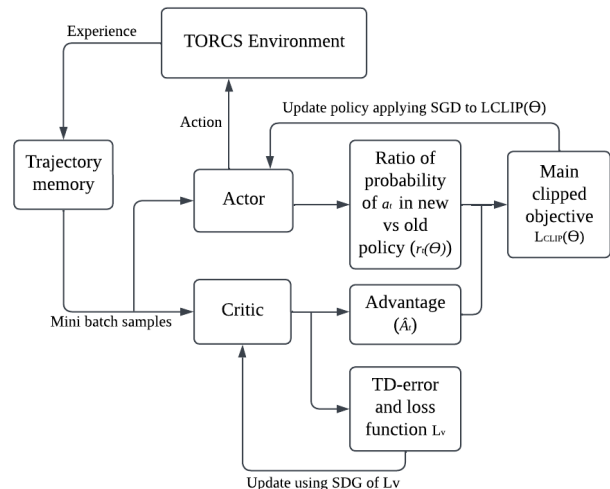 Experience
TORCS Environment
Update policy applying SGD to LCLIP(Ө)
Action
Trajectory
memory
Actor
Ratio of
probability
of aₜ in new
vs old
policy (rₜ(Ө))
Main
clipped
objective
LCLIP(Ө)
Mini batch samples
Critic
Advantage
(Âₜ)
TD-error
and loss
function Lv
Update using SDG of Lv